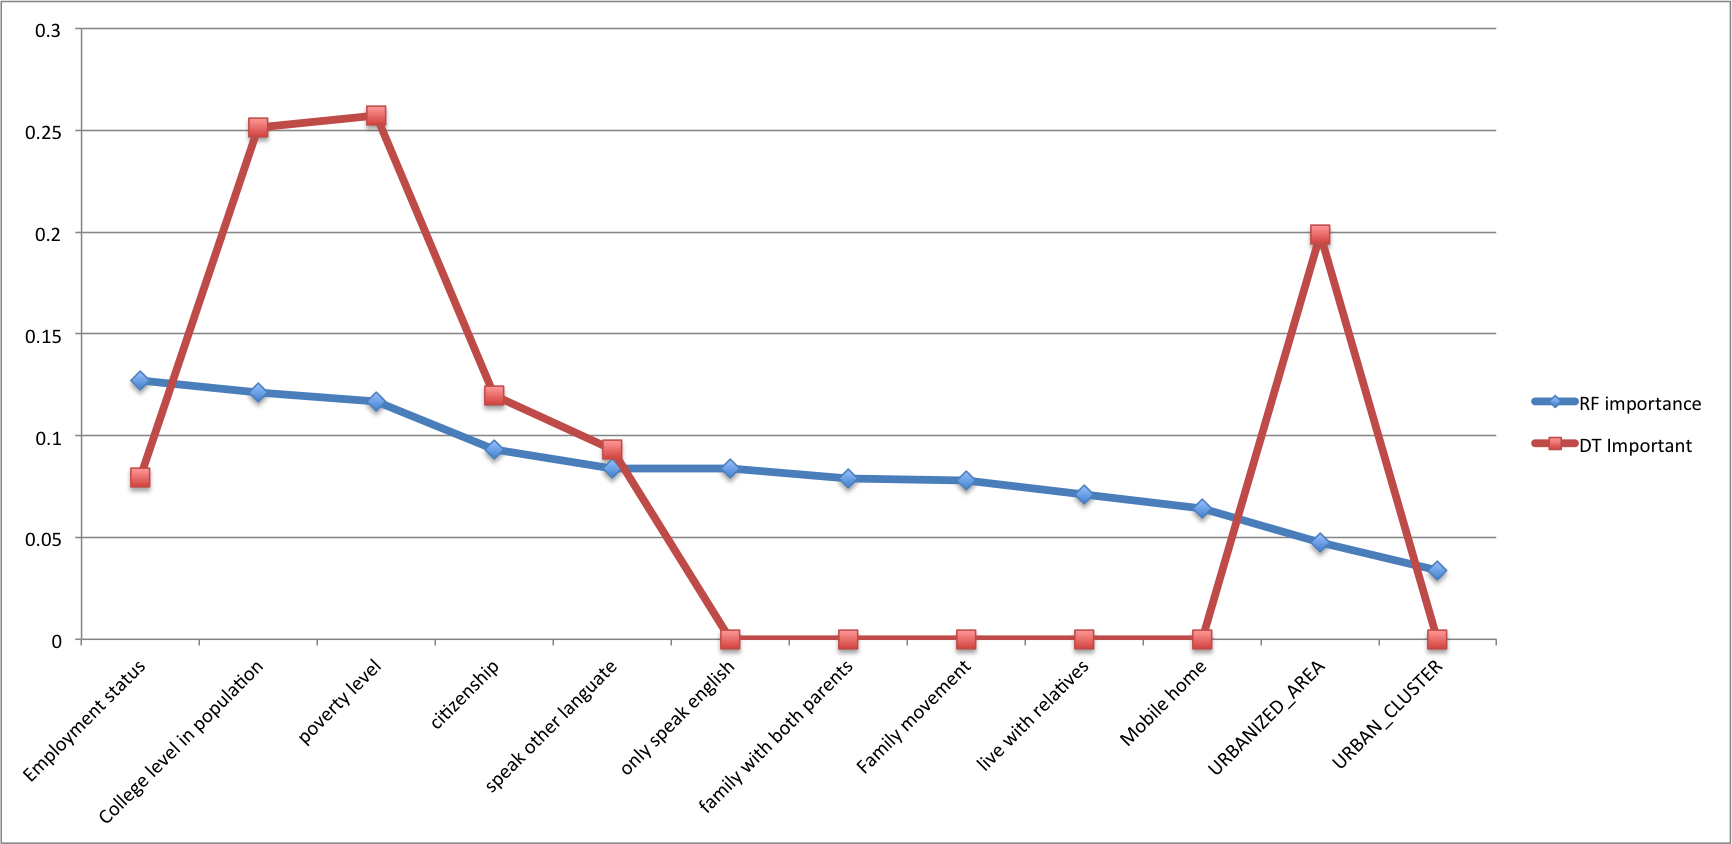 0.3
0.25
0.2
0.15
0.1
0.05
0
Employment status
College level in population
poverty level
citizenship
speak other languate
only speak english
family with both parents
Family movement
live with relatives
Mobile home
URBANIZED_AREA
URBAN_CLUSTER
RF importance
DT Important